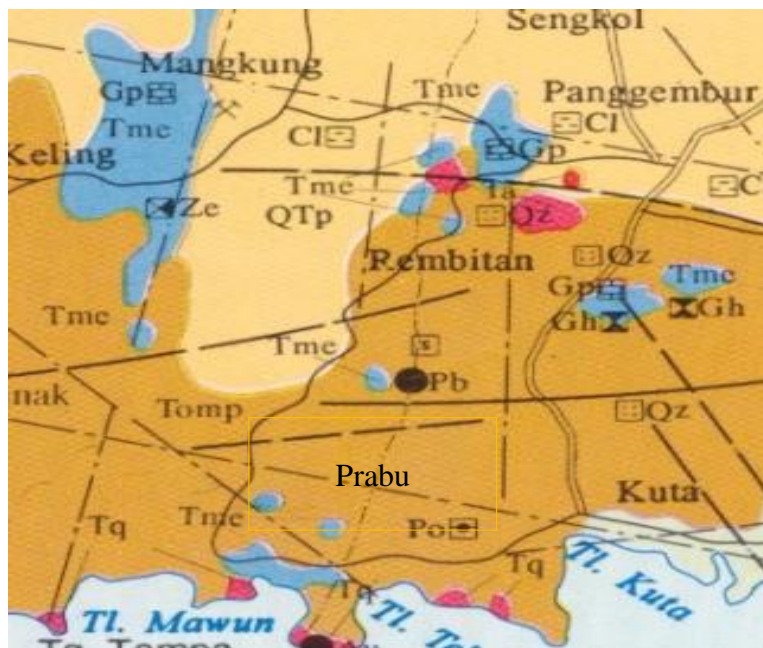 Sengkol
Mangkung
Gp
Tme
Panggembur
Tme
Cl
Cl
Gp
Keling
Tme
Ta
C
Ze
QTp
Qz
Rembitan
Qz
Tme
Gp
Tme
Gh
Gh
Tme
s
Pb
nak
Tomp
Qz
Prabu
Kuta
Tme
Po
Tq
Tq
Tl. Kuta
Tq
Tl. Mawun